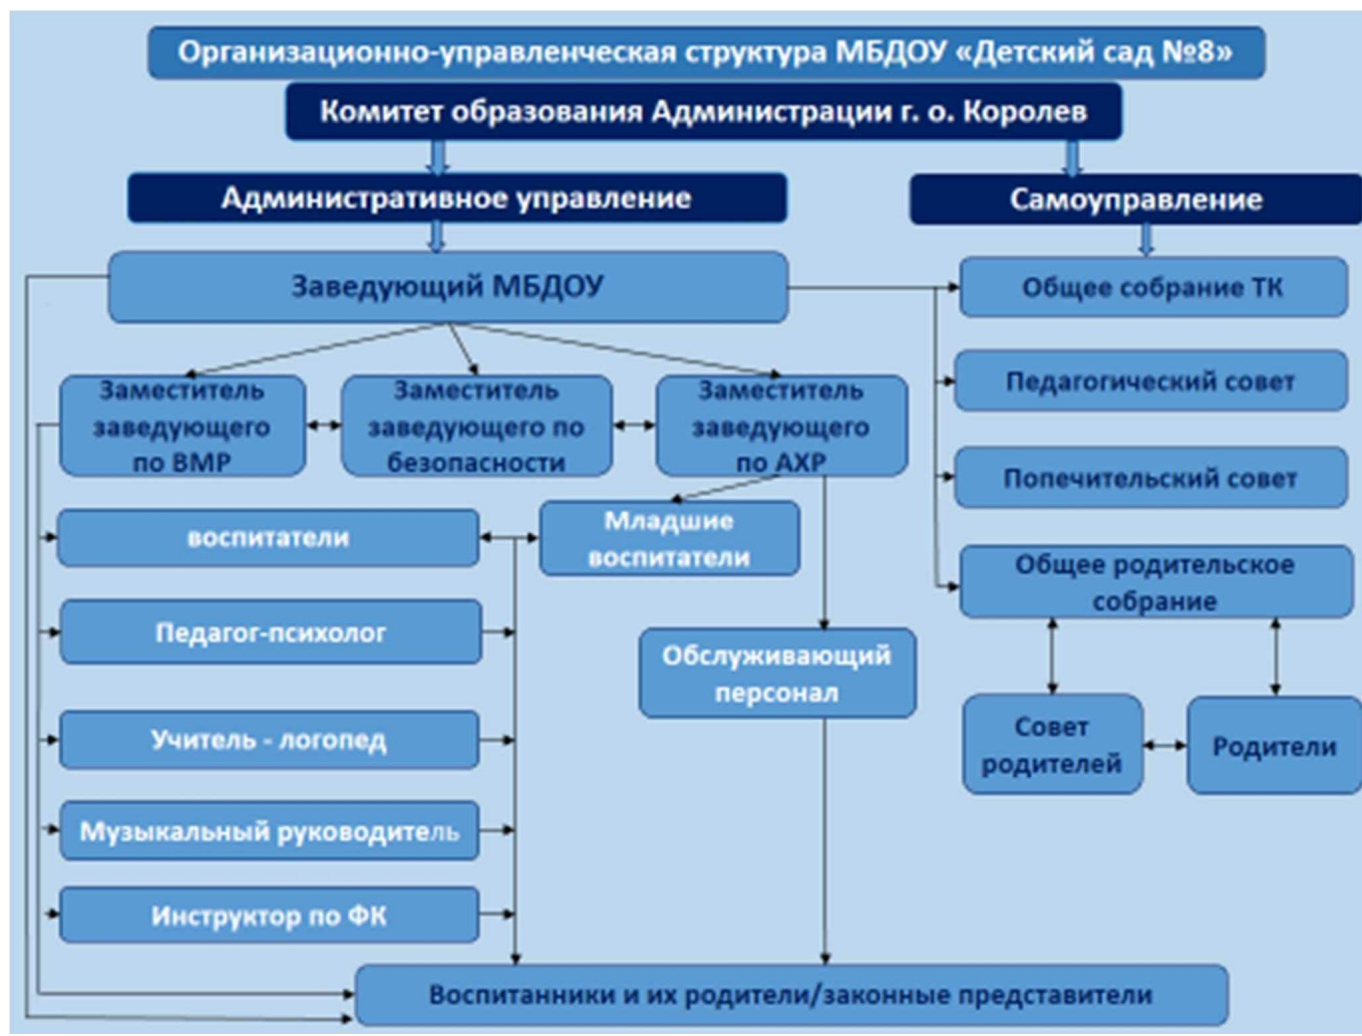 Организационно-управленческая структура МБДОУ «Детский сад №8»
Комитет образования Администрации г. о. Королев
Административное управление
Самоуправление
Заведующий МБДОУ
Общее собрание ТК
Заместитель
заведующего
по ВМР
Заместитель
заведующего по
безопасности
Заместитель
заведующего
по АХР
Педагогический совет
Попечительский совет
воспитатели
Младшие
воспитатели
Общее родительское
собрание
Педагог-психолог
Обслуживающий
персонал
Учитель - логопед
Совет
родителей
Родители
Музыкальный руководитель
Инструктор по ФК
Воспитанники и их родители/законные представители